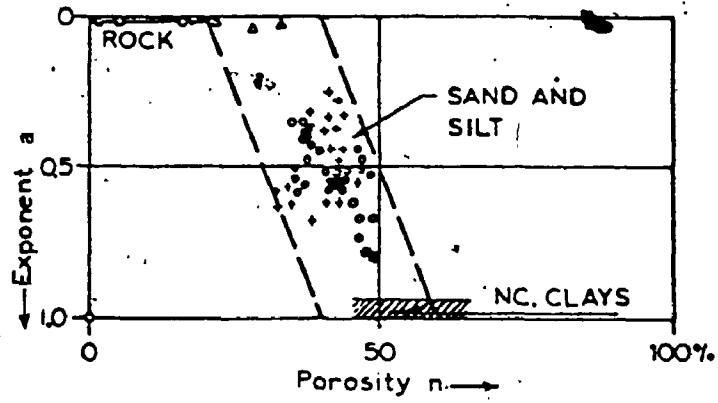 0
ROCK
SAND AND
SILT
0.5
Exponent a
NC. CLAYS
1.0
0
50
100%
Porosity n